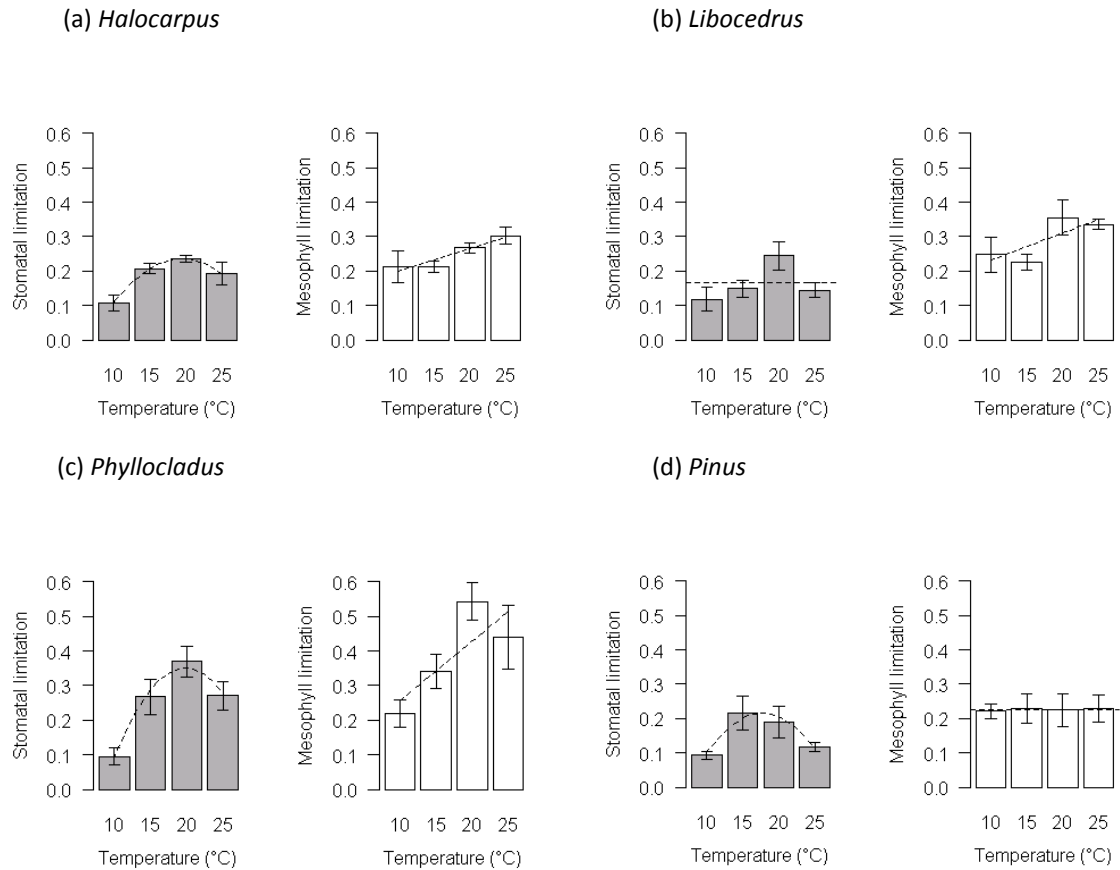 (a) Halocarpus
(b) Libocedrus
Stomatal limitation
0.6
0.5
0.4
0.3
0.2
0.1
0.0
10 15 20 25
Temperature (°C)
Mesophyll limitation
0.6
0.5
0.4
0.3
0.2
0.1
0.0
10 15 20 25
Temperature (°C)
Stomatal limitation
0.6
0.5
0.4
0.3
0.2
0.1
0.0
10 15 20 25
Temperature (°C)
Mesophyll limitation
0.6
0.5
0.4
0.3
0.2
0.1
0.0
10 15 20 25
Temperature (°C)
(c) Phyllocladus
(d) Pinus
Stomatal limitation
0.6
0.5
0.4
0.3
0.2
0.1
0.0
10 15 20 25
Temperature (°C)
Mesophyll limitation
0.6
0.5
0.4
0.3
0.2
0.1
0.0
10 15 20 25
Temperature (°C)
Stomatal limitation
0.6
0.5
0.4
0.3
0.2
0.1
0.0
10 15 20 25
Temperature (°C)
Mesophyll limitation
0.6
0.5
0.4
0.3
0.2
0.1
0.0
10 15 20 25
Temperature (°C)